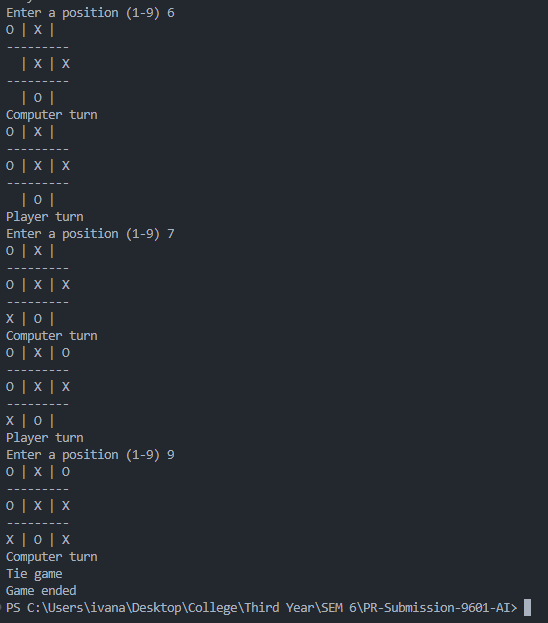 Enter a position (1-9) 6
O | X |
---------
  | X | X
---------
  | O |
Computer turn
O | X |
---------
O | X | X
---------
  | O |
Player turn
Enter a position (1-9) 7
O | X |
---------
O | X | X
---------
X | O |
Computer turn
O | X | O
---------
O | X | X
---------
X | O |
Player turn
Enter a position (1-9) 9
O | X | O
---------
O | X | X
---------
X | O | X
Computer turn
Tie game
Game ended
PS C:\Users\ivana\Desktop\College\Third Year\SEM 6\PR-Submission-9601-AI>